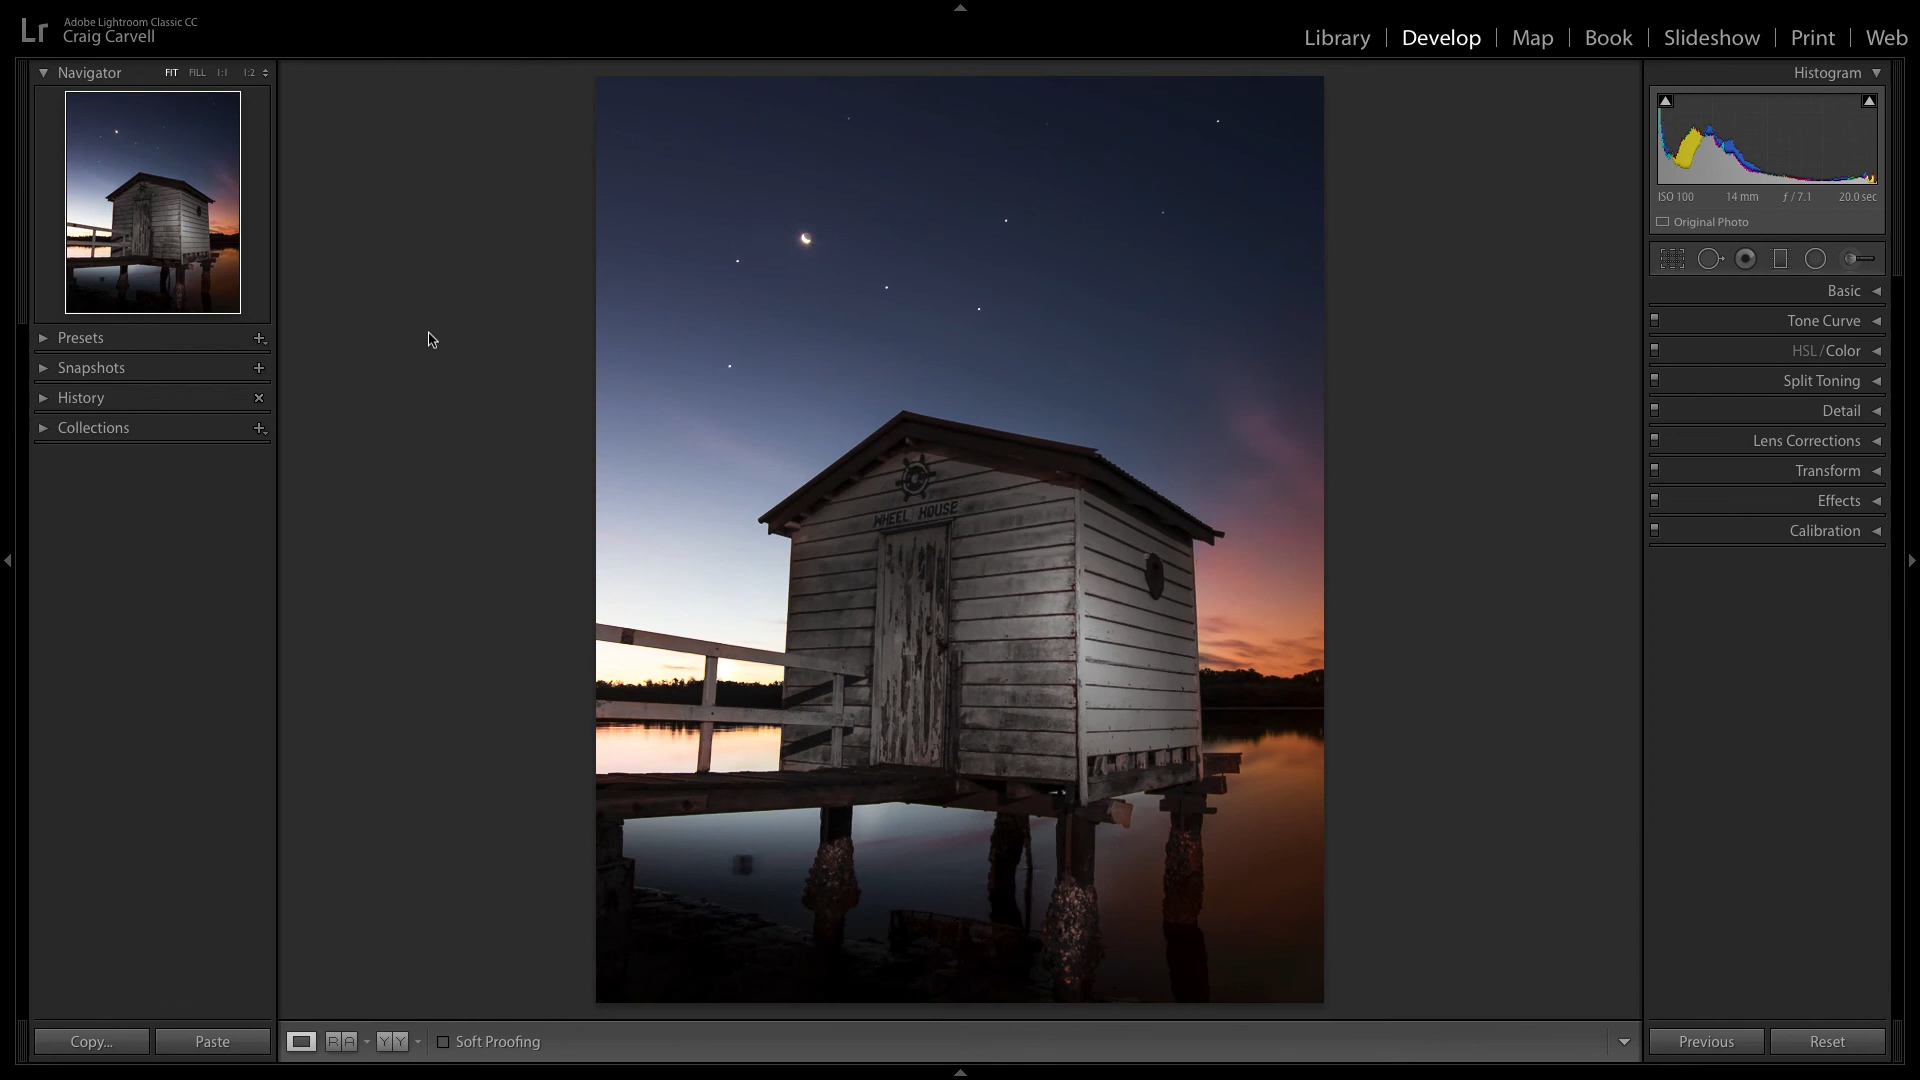 Lr
Adobe Lightroom Classic CC
Craig Carvell
Library | Develop | Map | Book | Slideshow | Print | Web
Navigator FIT FILL 1:1 1:2
Presets
Snapshots
History
Collections
WHEEL HOUSE
Histogram
ISO 100 14 mm ƒ / 7.1 20.0 sec
Original Photo
Basic
Tone Curve
HSL / Color
Split Toning
Detail
Lens Corrections
Transform
Effects
Calibration
Copy... Paste
R A Y Y Soft Proofing
Previous Reset